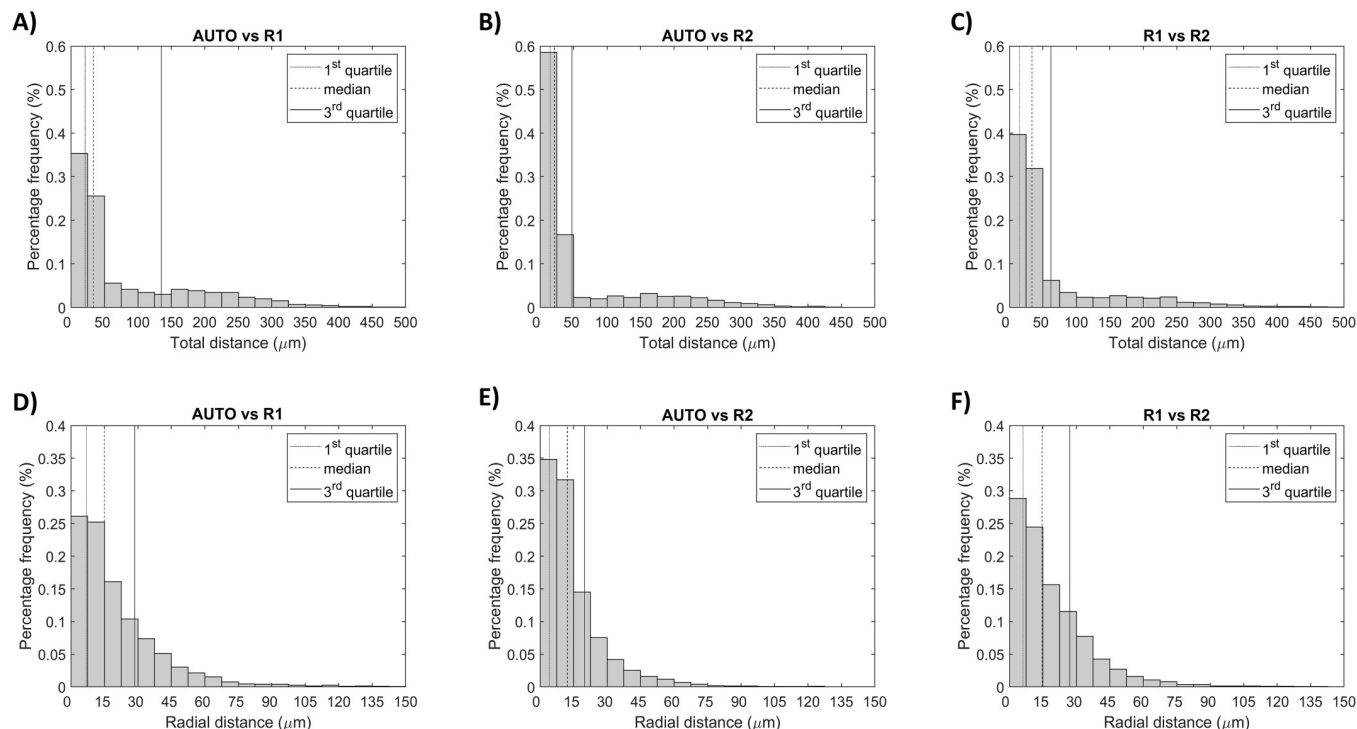 A)
AUTO vs R1
Percentage frequency (%)
0.6
0.5
0.4
0.3
0.2
0.1
0
0 50 100 150 200 250 300 350 400 450 500
Total distance (μm)
1st quartile
median
3rd quartile
B)
AUTO vs R2
Percentage frequency (%)
0.6
0.5
0.4
0.3
0.2
0.1
0
0 50 100 150 200 250 300 350 400 450 500
Total distance (μm)
1st quartile
median
3rd quartile
C)
R1 vs R2
Percentage frequency (%)
0.6
0.5
0.4
0.3
0.2
0.1
0
0 50 100 150 200 250 300 350 400 450 500
Total distance (μm)
1st quartile
median
3rd quartile
D)
AUTO vs R1
Percentage frequency (%)
0.4
0.35
0.3
0.25
0.2
0.15
0.1
0.05
0
0 15 30 45 60 75 90 105 120 135 150
Radial distance (μm)
1st quartile
median
3rd quartile
E)
AUTO vs R2
Percentage frequency (%)
0.4
0.35
0.3
0.25
0.2
0.15
0.1
0.05
0
0 15 30 45 60 75 90 105 120 135 150
Radial distance (μm)
1st quartile
median
3rd quartile
F)
R1 vs R2
Percentage frequency (%)
0.4
0.35
0.3
0.25
0.2
0.15
0.1
0.05
0
0 15 30 45 60 75 90 105 120 135 150
Radial distance (μm)
1st quartile
median
3rd quartile